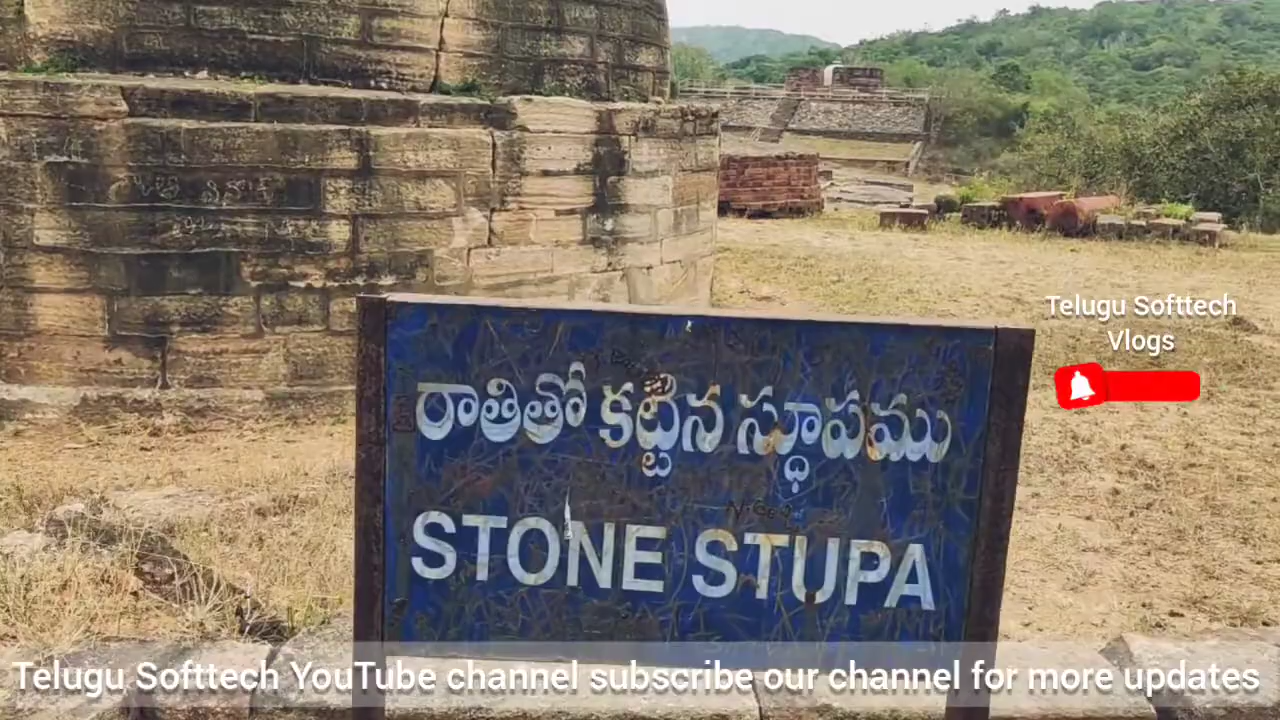 Telugu Softtech
Vlogs
రాతితో కట్టిన స్థూపము
STONE STUPA
Telugu Softtech YouTube channel subscribe our channel for more updates